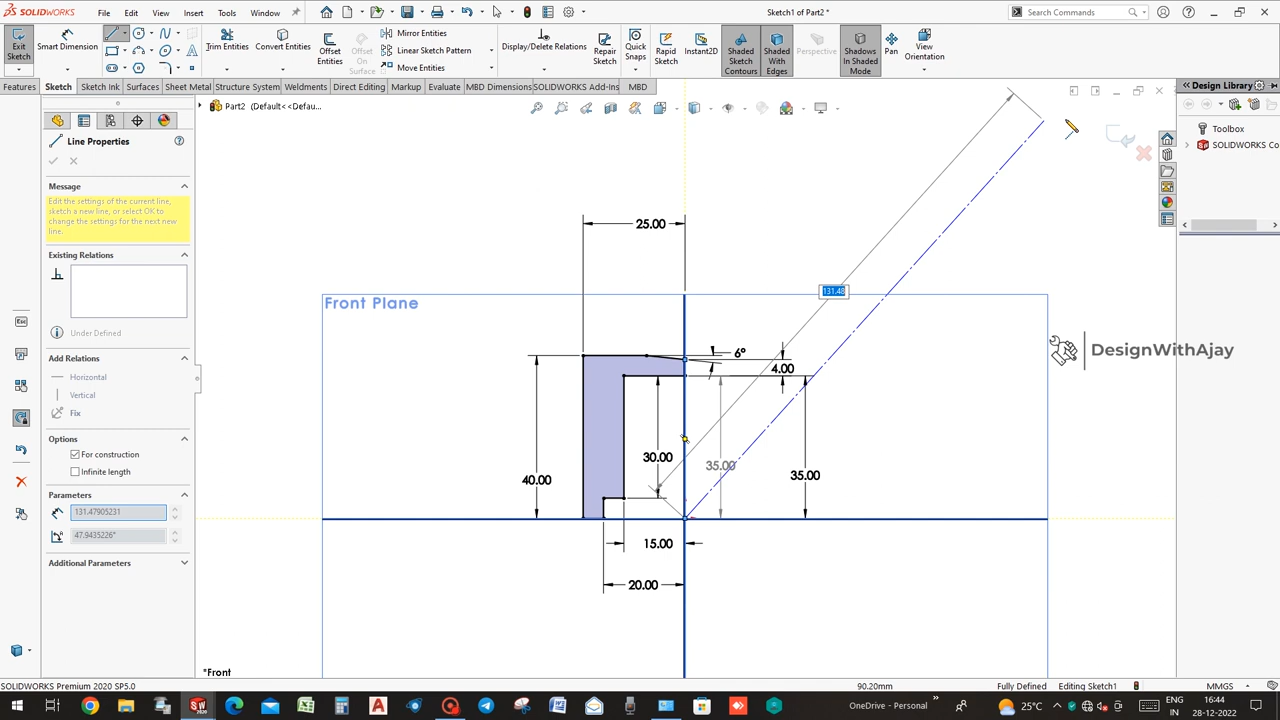 SOLIDWORKS
File
Edit
View
Insert
Tools
Window
Sketch1 of Part2 *
Search Commands
Exit Sketch
Smart Dimension
Trim Entities
Convert Entities
Offset Entities
Offset On Surface
Mirror Entities
Linear Sketch Pattern
Move Entities
Display/Delete Relations
Repair Sketch
Quick Snaps
Rapid Sketch
Instant2D
Shaded Sketch Contours
Shaded With Edges
Perspective
Shadows In Shaded Mode
Pan
View Orientation
Features
Sketch
Sketch Ink
Surfaces
Sheet Metal
Structure System
Weldments
Direct Editing
Markup
Evaluate
MBD Dimensions
SOLIDWORKS Add-Ins
MBD
Part2 (Default<<Defau...
Design Library
Toolbox
SOLIDWORKS Co
Line Properties
Message
Edit the settings of the current line,
sketch a new line, or select OK to
change the settings for the next new
line.
Existing Relations
Under Defined
Add Relations
Horizontal
Vertical
Fix
Options
For construction
Infinite length
Parameters
131.47905231
47.9435226°
Additional Parameters
Front Plane
25.00
131.48
6°
4.00
30.00
35.00
35.00
40.00
15.00
20.00
DesignWithAjay
*Front
SOLIDWORKS Premium 2020 SP5.0
90.20mm
Fully Defined
Editing Sketch1
MMGS
OneDrive - Personal
25°C
ENG
IN
16:44
28-12-2022